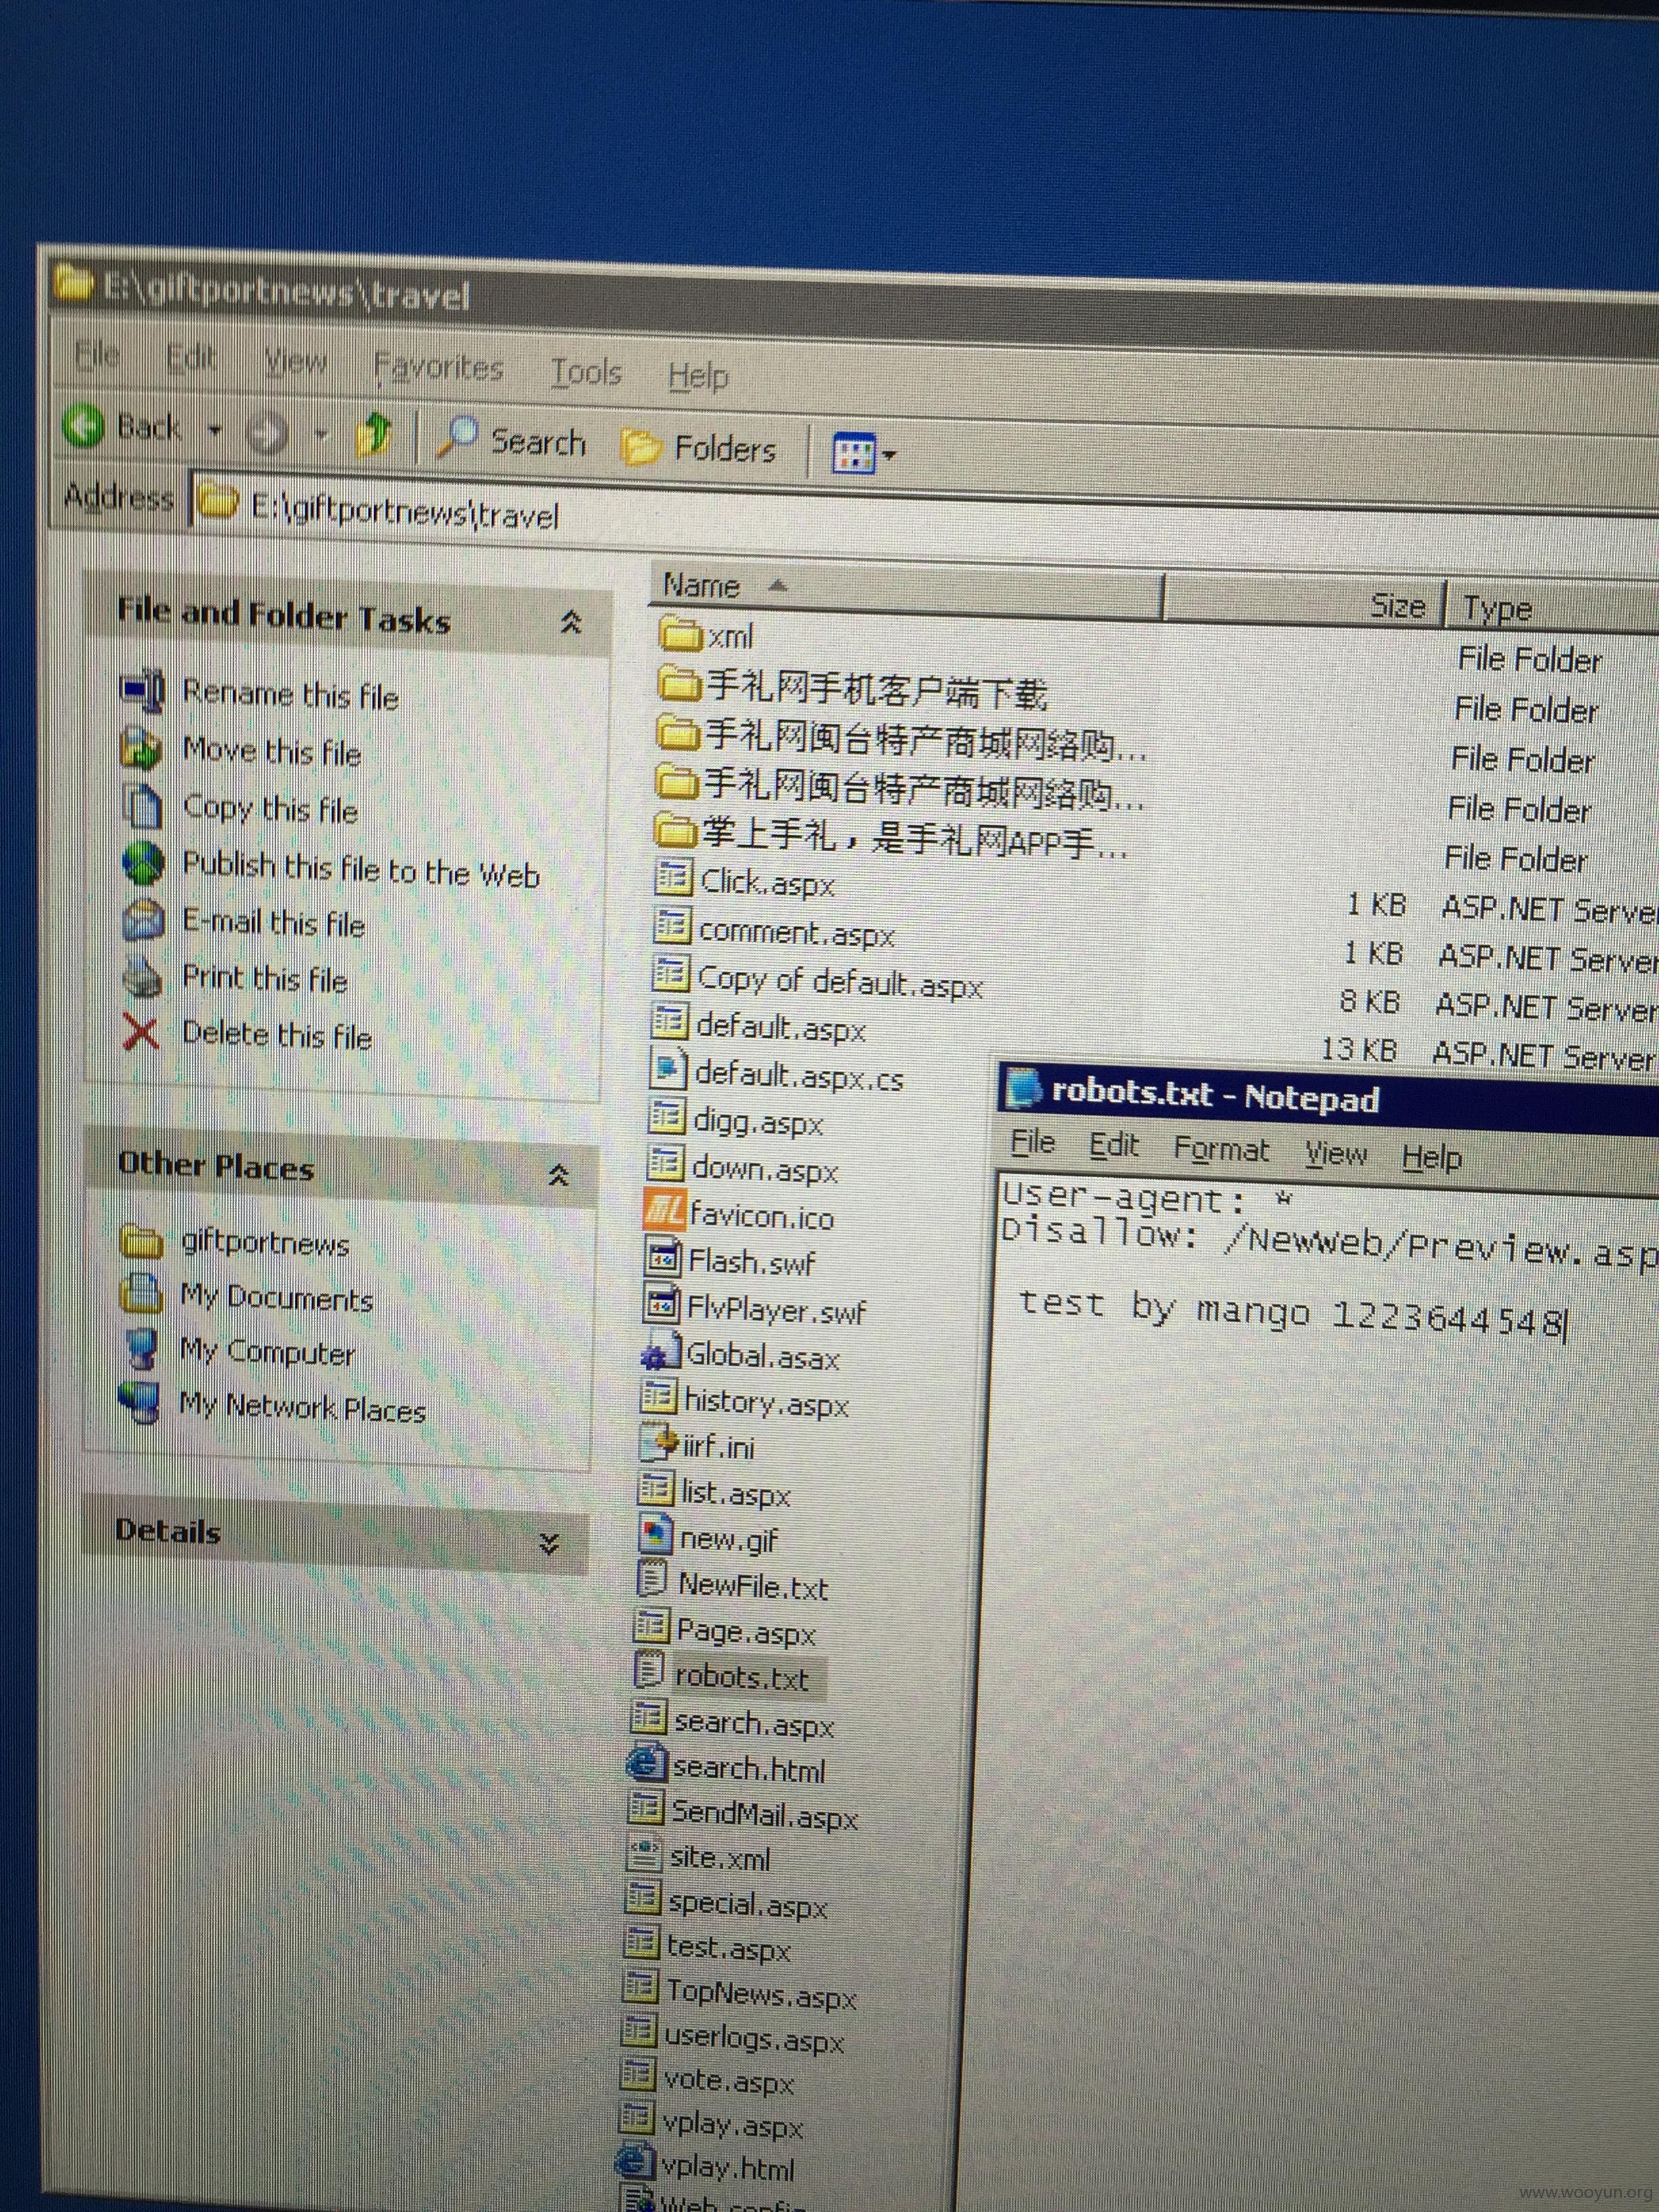 E:\giftportnews\travel
File Edit View Favorites Tools Help
Back Search Folders
Address E:\giftportnews\travel
File and Folder Tasks
Rename this file
Move this file
Copy this file
Publish this file to the Web
E-mail this file
Print this file
Delete this file
Other Places
giftportnews
My Documents
My Computer
My Network Places
Details
Name Size Type
xml File Folder
手礼网手机客户端下载 File Folder
手礼网闽台特产商城网络购... File Folder
手礼网闽台特产商城网络购... File Folder
掌上手礼，是手礼网APP手... File Folder
Click.aspx 1 KB ASP.NET Server
comment.aspx 1 KB ASP.NET Server
Copy of default.aspx 8 KB ASP.NET Server
default.aspx 13 KB ASP.NET Server
default.aspx.cs
digg.aspx
down.aspx
favicon.ico
Flash.swf
FlvPlayer.swf
Global.asax
history.aspx
iirf.ini
list.aspx
new.gif
NewFile.txt
Page.aspx
robots.txt
search.aspx
search.html
SendMail.aspx
site.xml
special.aspx
test.aspx
TopNews.aspx
userlogs.aspx
vote.aspx
vplay.aspx
vplay.html
Web.config
robots.txt - Notepad
File Edit Format View Help
User-agent: *
Disallow: /Newweb/Preview.asp
test by mango 1223644548
www.wooyun.org